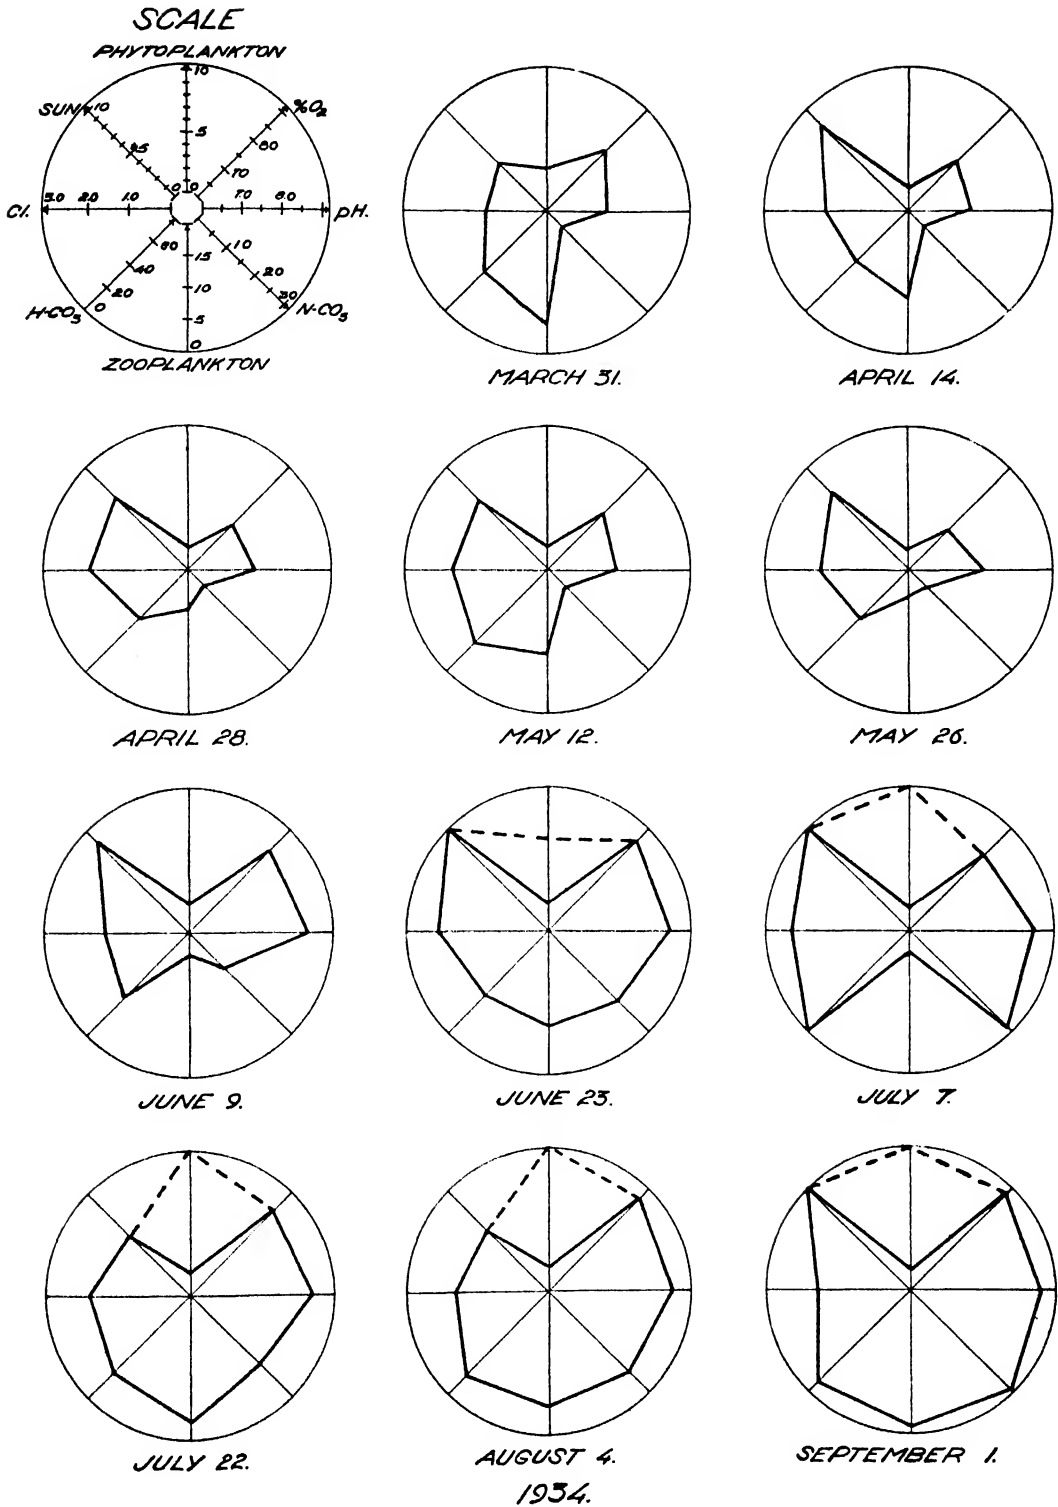 SCALE
PHYTOPLANKTON
10
SUN 10
%O₂
5
45
80
70
0 0
Cl. 3.0 2.0 1.0
7.0 8.0 pH.
60
15
10
40
20
20
10
30
H-CO₃ 0
N-CO₃
5
0
ZOOPLANKTON
MARCH 31.
APRIL 14.
APRIL 28.
MAY 12.
MAY 26.
JUNE 9.
JUNE 23.
JULY 7.
JULY 22.
AUGUST 4.
SEPTEMBER 1.
1934.